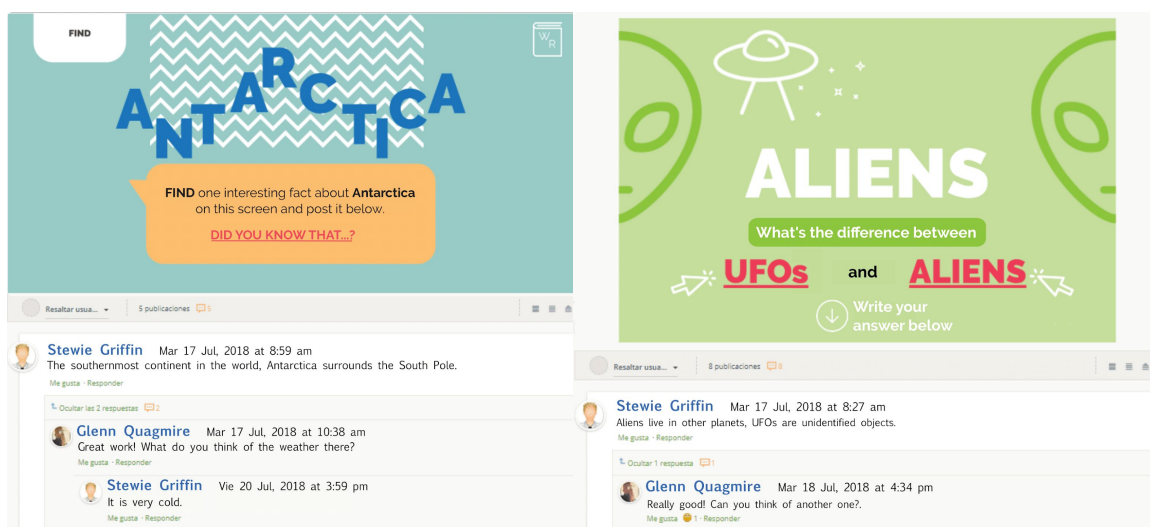 FIND
W
R
ANTARCTICA
FIND one interesting fact about Antarctica
on this screen and post it below.
DID YOU KNOW THAT...?
Resaltar usua...
5 publicaciones 5
Stewie Griffin Mar 17 Jul, 2018 at 8:59 am
The southernmost continent in the world, Antarctica surrounds the South Pole.
Me gusta · Responder
Ocultar las 2 respuestas 2
Glenn Quagmire Mar 17 Jul, 2018 at 10:38 am
Great work! What do you think of the weather there?
Me gusta · Responder
Stewie Griffin Vie 20 Jul, 2018 at 3:59 pm
It is very cold.
Me gusta · Responder
ALIENS
What's the difference between
UFOs and ALIENS
Write your
answer below
Resaltar usua...
8 publicaciones 8
Stewie Griffin Mar 17 Jul, 2018 at 8:27 am
Aliens live in other planets, UFOs are unidentified objects.
Me gusta · Responder
Ocultar 1 respuesta 1
Glenn Quagmire Mar 18 Jul, 2018 at 4:34 pm
Really good! Can you think of another one?.
Me gusta 1 · Responder